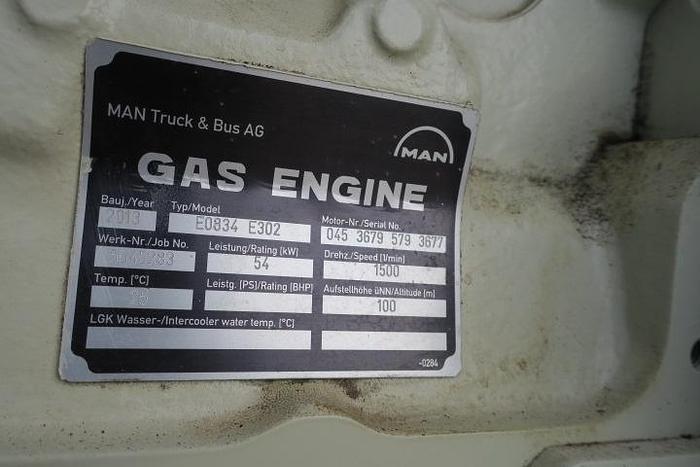 MAN Truck & Bus AG
MAN
GAS ENGINE
Bauj./Year Typ/Model Motor-Nr./Serial No.
2013 E0834 E302 045 3679 579 3677
Werk-Nr./Job No. Leistung/Rating [kW] Drehz./Speed [1/min]
54 1500
Temp. [°C] Leistg. [PS]/Rating [BHP] Aufstellhöhe üNN/Altitude [m]
100
LGK Wasser-/Intercooler water temp. [°C]
-0284